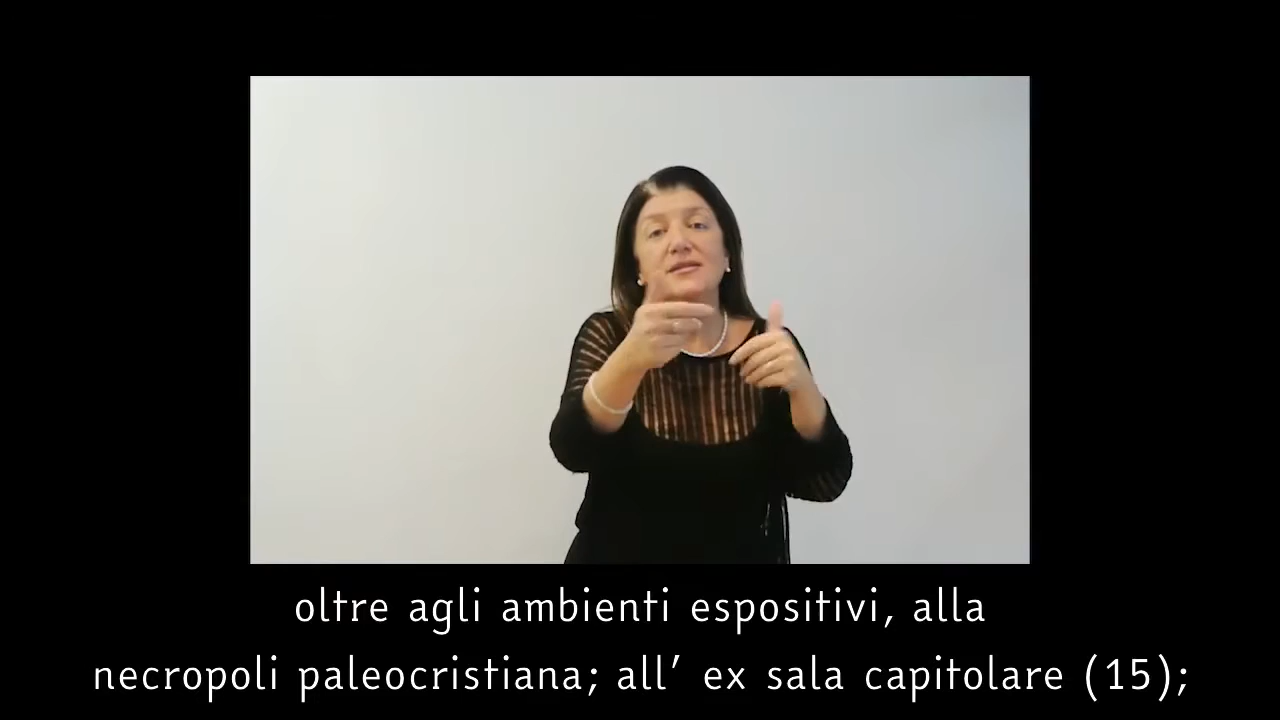 oltre agli ambienti espositivi, alla
necropoli paleocristiana; all' ex sala capitolare (15);